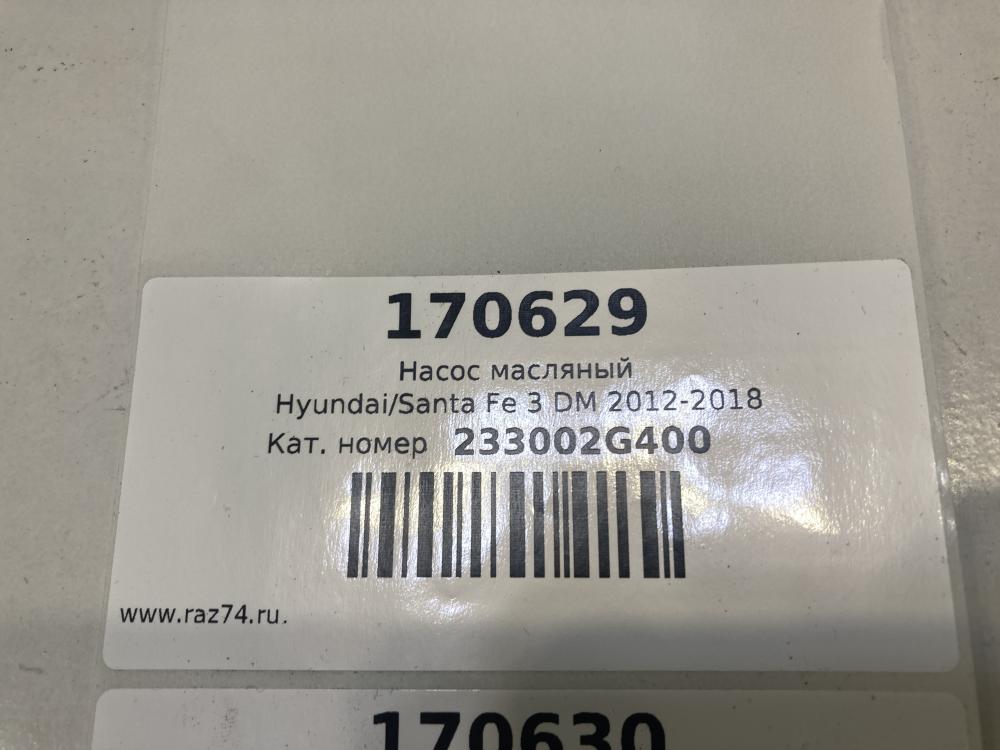 170629
Насос масляный
Hyundai/Santa Fe 3 DM 2012-2018
Кат. номер 233002G400
www.raz74.ru.
170630